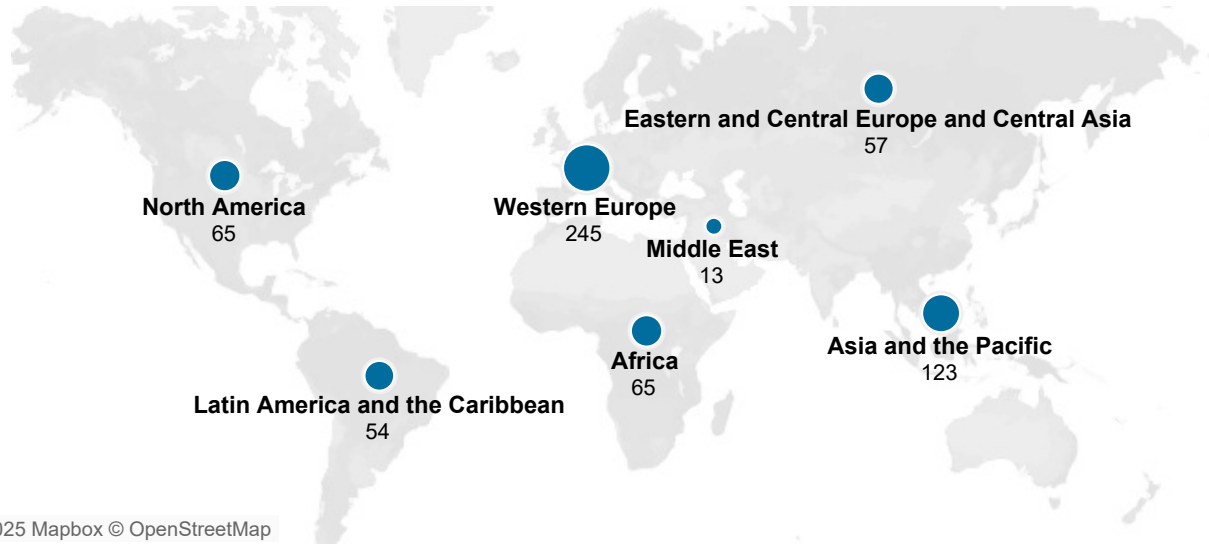 Eastern and Central Europe and Central Asia
57
North America
65
Western Europe
245
Middle East
13
Asia and the Pacific
123
Africa
65
Latin America and the Caribbean
54
025 Mapbox © OpenStreetMap